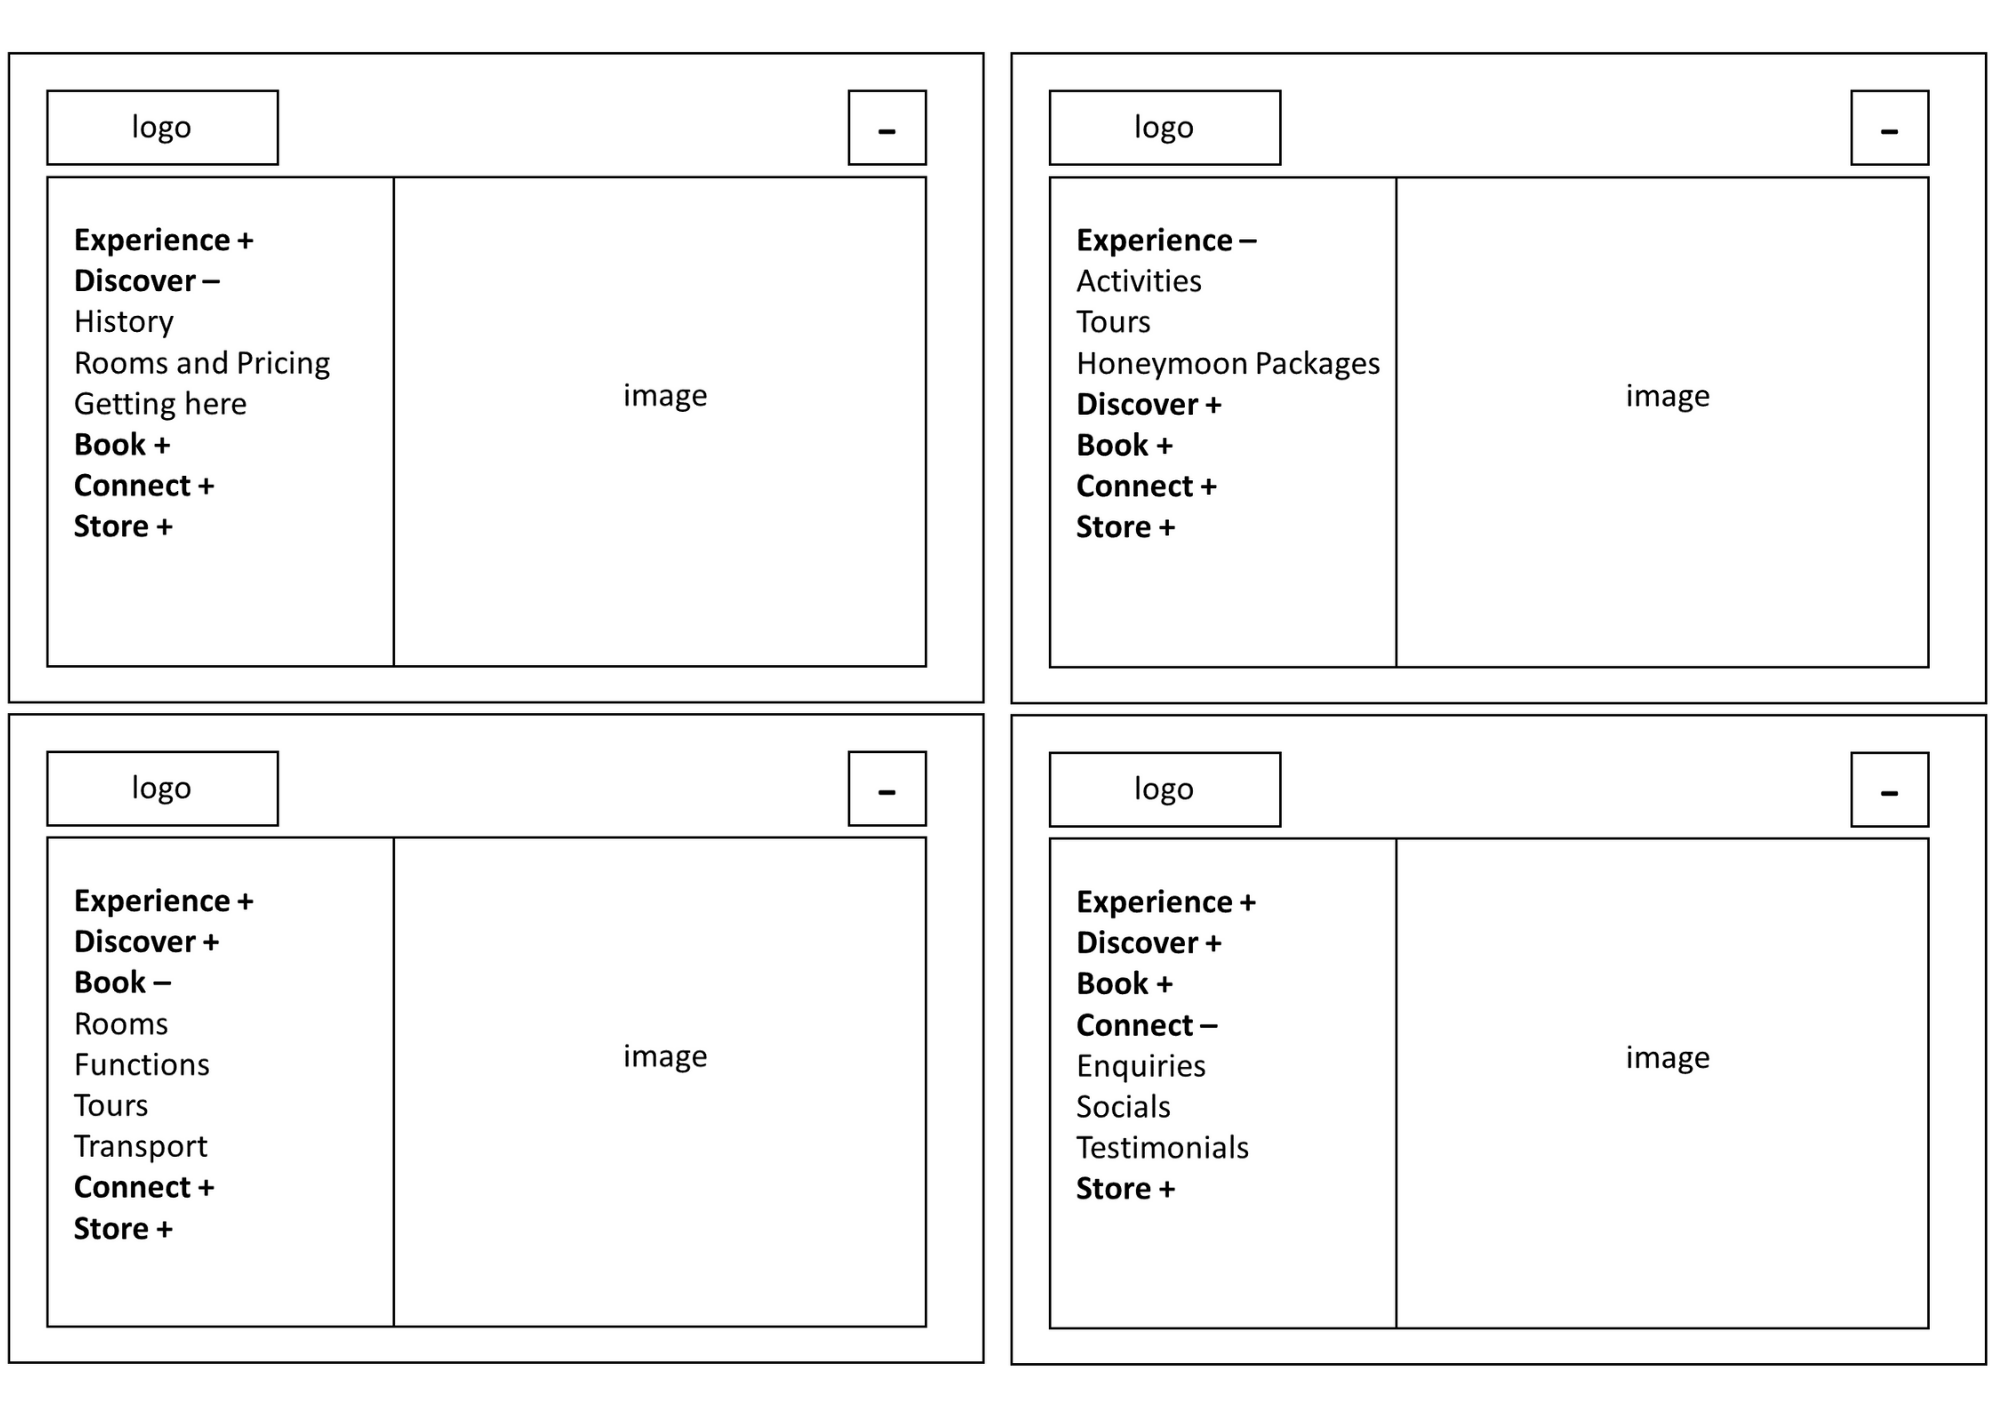 logo
–
Experience +
Discover –
History
Rooms and Pricing
Getting here
Book +
Connect +
Store +
image
logo
–
Experience –
Activities
Tours
Honeymoon Packages
Discover +
Book +
Connect +
Store +
image
logo
–
Experience +
Discover +
Book –
Rooms
Functions
Tours
Transport
Connect +
Store +
image
logo
–
Experience +
Discover +
Book +
Connect –
Enquiries
Socials
Testimonials
Store +
image